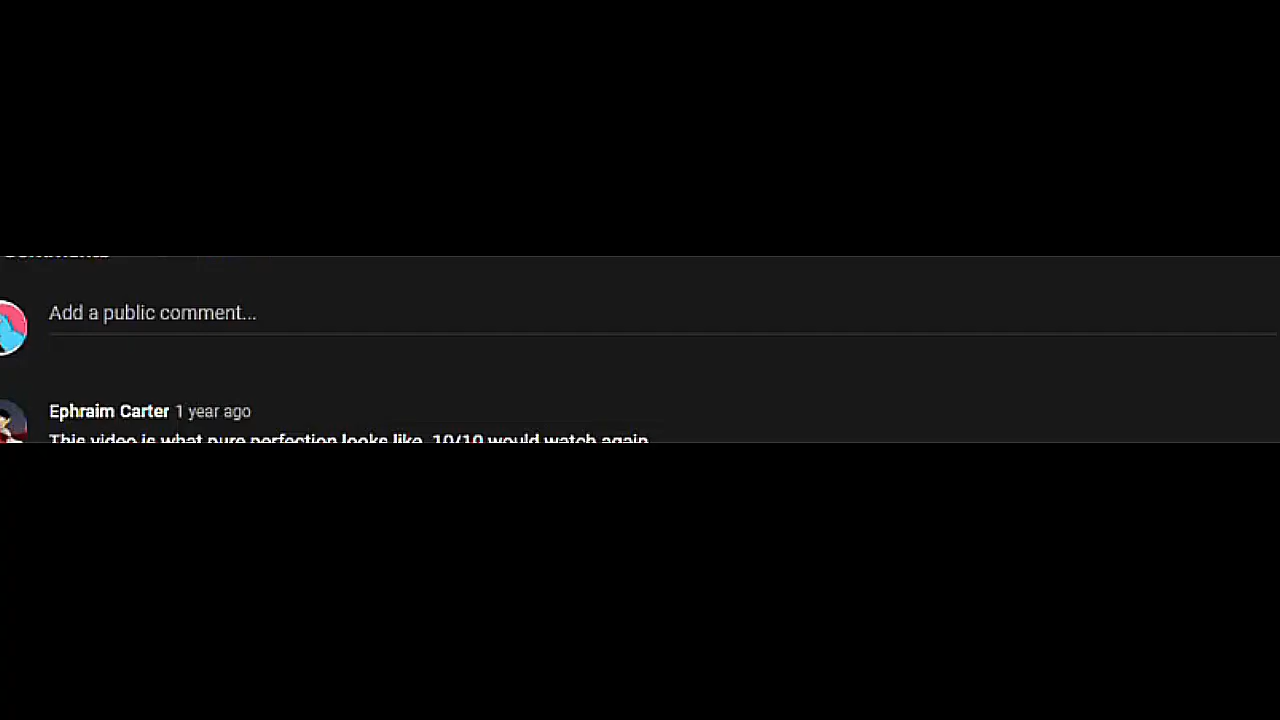 Comments
Add a public comment...
Ephraim Carter 1 year ago
This video is what pure perfection looks like. 10/10 would watch again